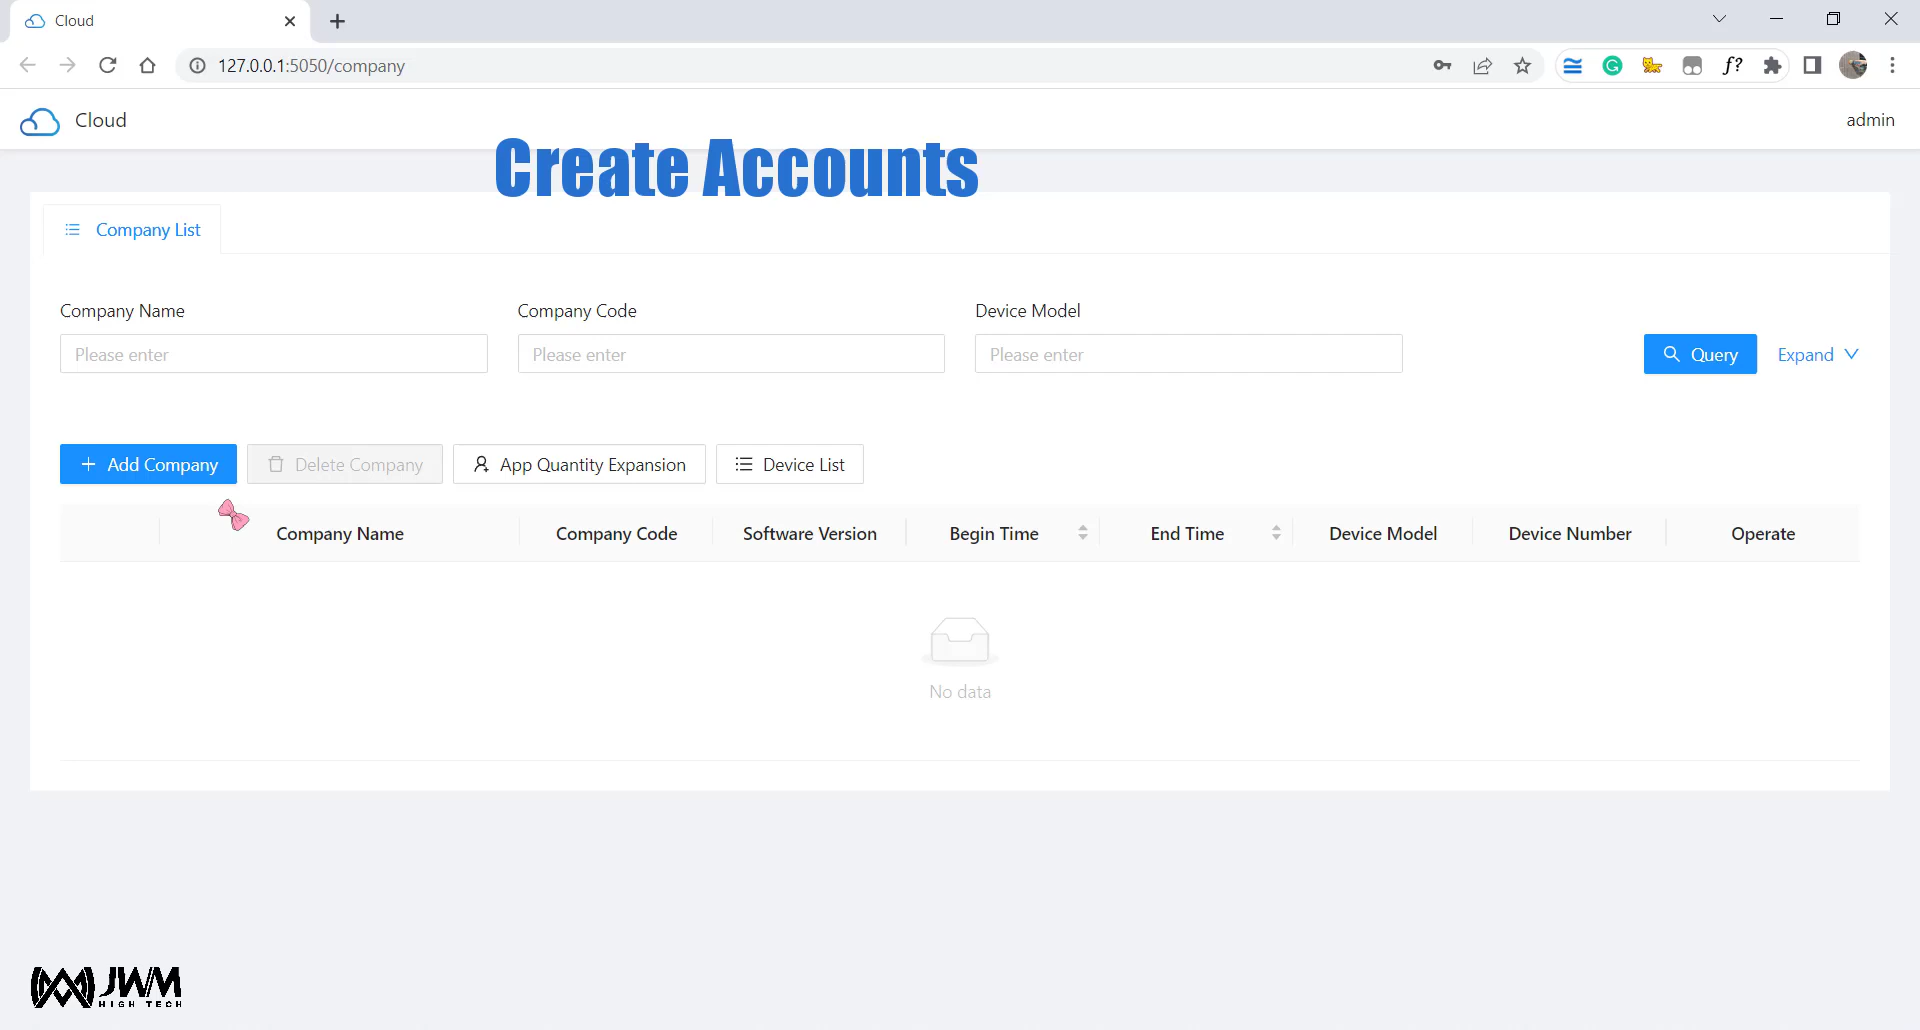 Cloud
127.0.0.1:5050/company
f?
Cloud
admin
Create Accounts
Company List
Company Name
Company Code
Device Model
Please enter
Please enter
Please enter
Query
Expand
Add Company
Delete Company
App Quantity Expansion
Device List
Company Name
Company Code
Software Version
Begin Time
End Time
Device Model
Device Number
Operate
No data
JWM
HIGH TECH